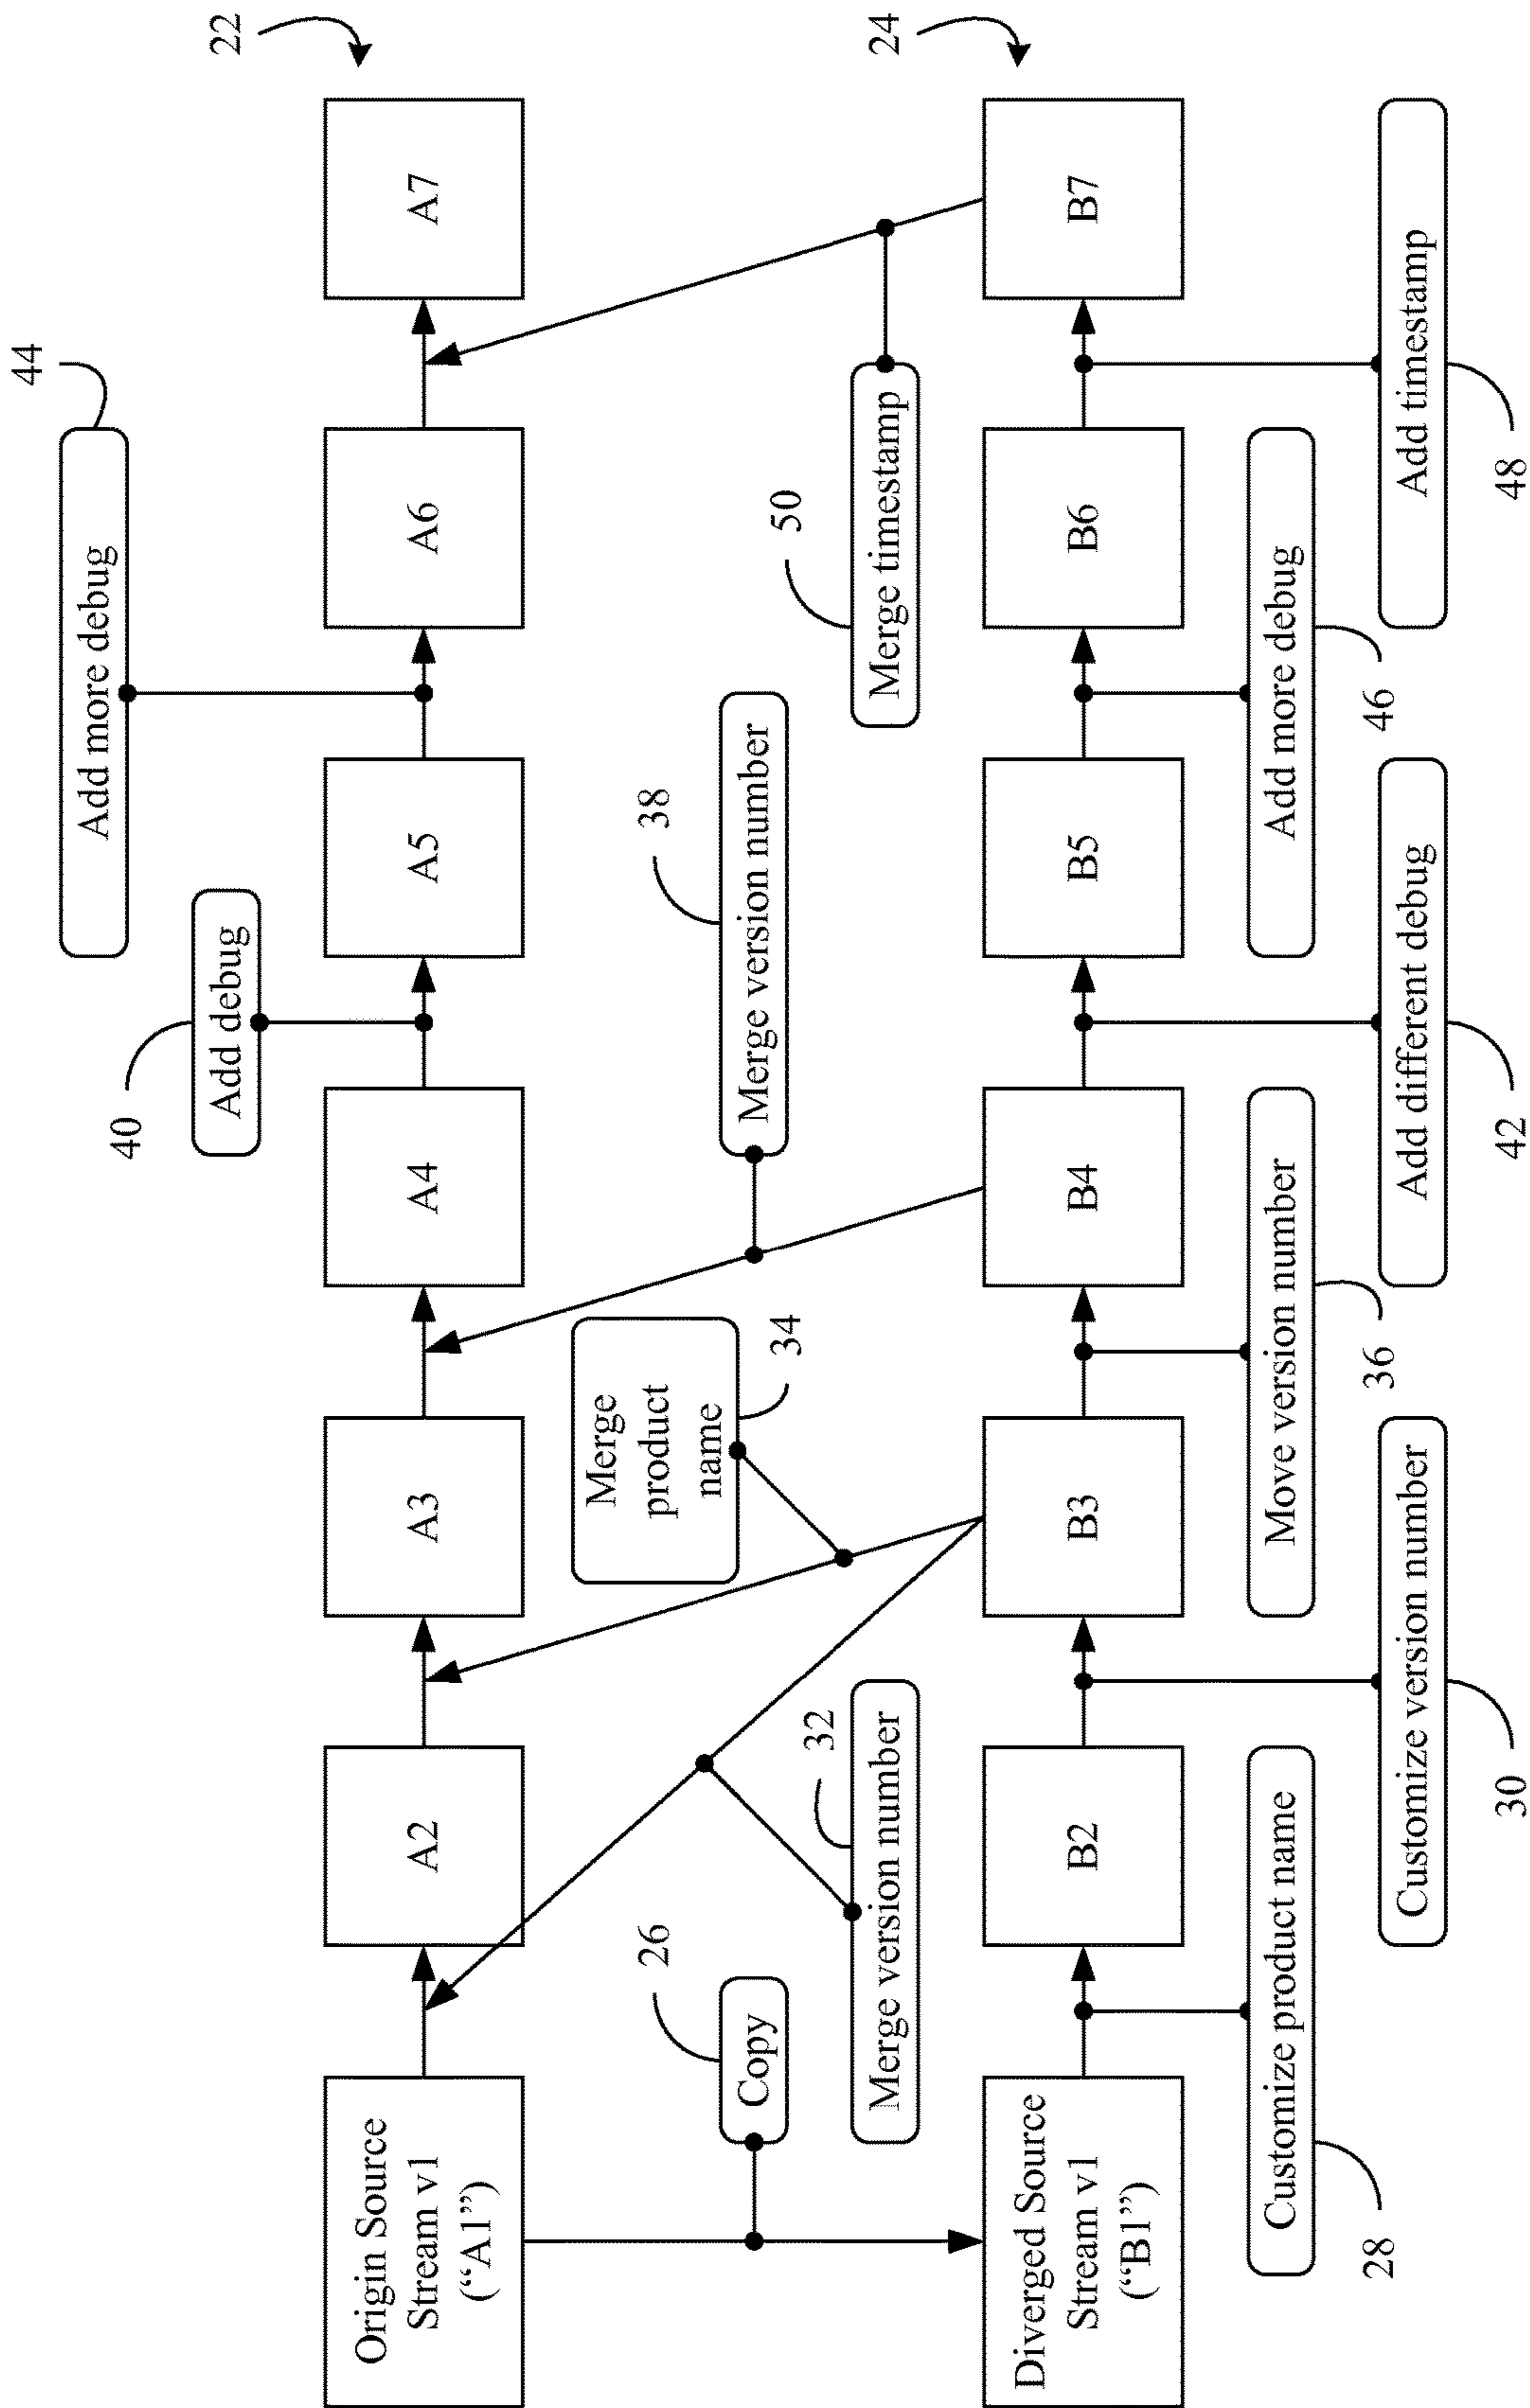 44
Add more debug
40
Add debug
22
Origin Source
Stream v1
(“A1”)
A2
A3
A4
A5
A6
A7
Merge
product
name
34
38
Merge version number
26
Copy
32
Merge version number
50
Merge timestamp
24
Diverged Source
Stream v1
(“B1”)
B2
B3
B4
B5
B6
B7
Customize product name
28
Move version number
36
Add more debug
46
Customize version number
30
Add different debug
42
Add timestamp
48